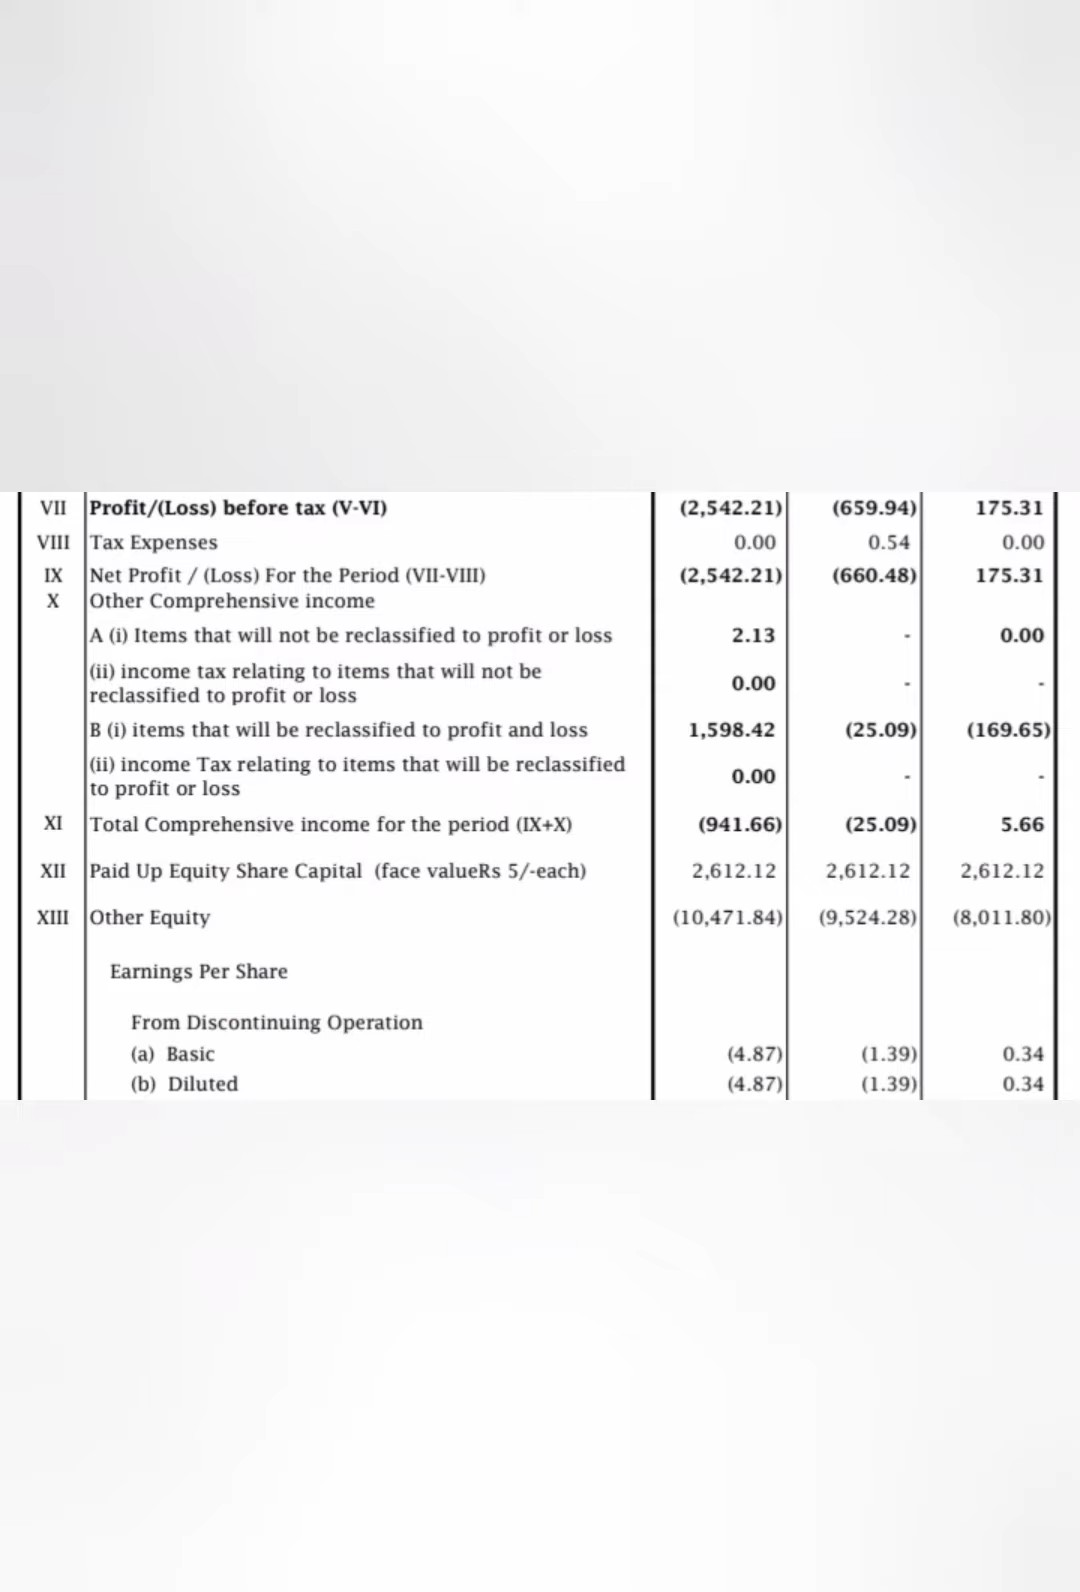 VII Profit/(Loss) before tax (V-VI) (2,542.21) (659.94) 175.31
VIII Tax Expenses 0.00 0.54 0.00
IX Net Profit / (Loss) For the Period (VII-VIII) (2,542.21) (660.48) 175.31
X Other Comprehensive income
A (i) Items that will not be reclassified to profit or loss 2.13 - 0.00
(ii) income tax relating to items that will not be
reclassified to profit or loss 0.00 - -
B (i) items that will be reclassified to profit and loss 1,598.42 (25.09) (169.65)
(ii) income Tax relating to items that will be reclassified
to profit or loss 0.00 - -
XI Total Comprehensive income for the period (IX+X) (941.66) (25.09) 5.66
XII Paid Up Equity Share Capital (face valueRs 5/-each) 2,612.12 2,612.12 2,612.12
XIII Other Equity (10,471.84) (9,524.28) (8,011.80)
Earnings Per Share
From Discontinuing Operation
(a) Basic (4.87) (1.39) 0.34
(b) Diluted (4.87) (1.39) 0.34